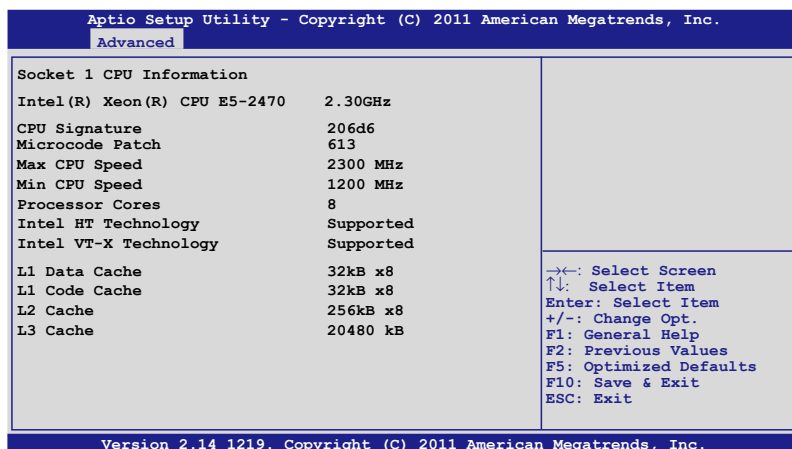 Aptio Setup Utility - Copyright (C) 2011 American Megatrends, Inc.
Advanced
Socket 1 CPU Information
Intel(R) Xeon(R) CPU E5-2470 2.30GHz
CPU Signature 206d6
Microcode Patch 613
Max CPU Speed 2300 MHz
Min CPU Speed 1200 MHz
Processor Cores 8
Intel HT Technology Supported
Intel VT-X Technology Supported
L1 Data Cache 32kB x8
L1 Code Cache 32kB x8
L2 Cache 256kB x8
L3 Cache 20480 kB
→←: Select Screen
↑↓: Select Item
Enter: Select Item
+/-: Change Opt.
F1: General Help
F2: Previous Values
F5: Optimized Defaults
F10: Save & Exit
ESC: Exit
Version 2.14 1219. Copyright (C) 2011 American Megatrends, Inc.